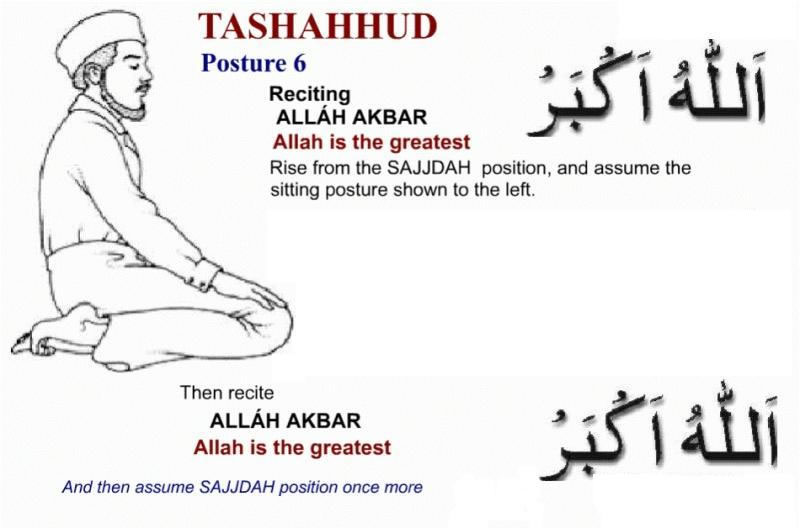 TASHAHHUD
Posture 6
Reciting
ALLÁH AKBAR
Allah is the greatest
اَللّٰهُ اَكْبَرُ
Rise from the SAJJDAH position, and assume the
sitting posture shown to the left.
Then recite
ALLÁH AKBAR
Allah is the greatest
اَللّٰهُ اَكْبَرُ
And then assume SAJJDAH position once more